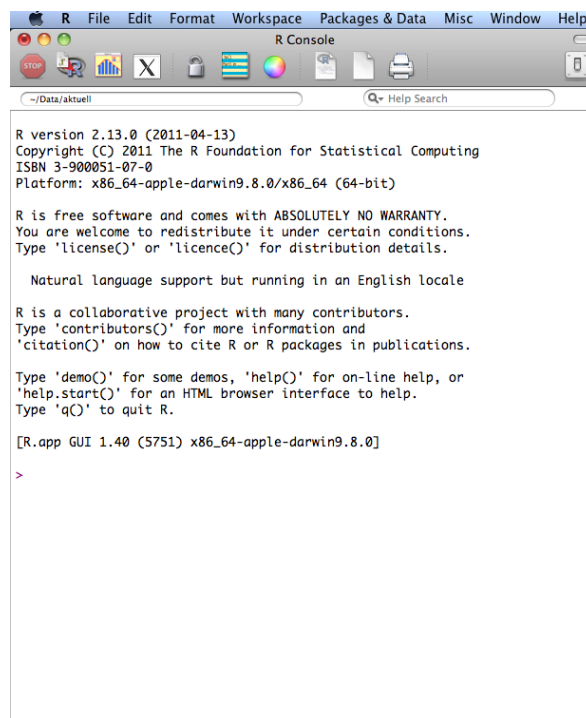 R File Edit Format Workspace Packages & Data Misc Window Help
R Console
STOP R X R
~/Data/aktuell Help Search
R version 2.13.0 (2011-04-13)
Copyright (C) 2011 The R Foundation for Statistical Computing
ISBN 3-900051-07-0
Platform: x86_64-apple-darwin9.8.0/x86_64 (64-bit)
R is free software and comes with ABSOLUTELY NO WARRANTY.
You are welcome to redistribute it under certain conditions.
Type 'license()' or 'licence()' for distribution details.
Natural language support but running in an English locale
R is a collaborative project with many contributors.
Type 'contributors()' for more information and
'citation()' on how to cite R or R packages in publications.
Type 'demo()' for some demos, 'help()' for on-line help, or
'help.start()' for an HTML browser interface to help.
Type 'q()' to quit R.
[R.app GUI 1.40 (5751) x86_64-apple-darwin9.8.0]
>